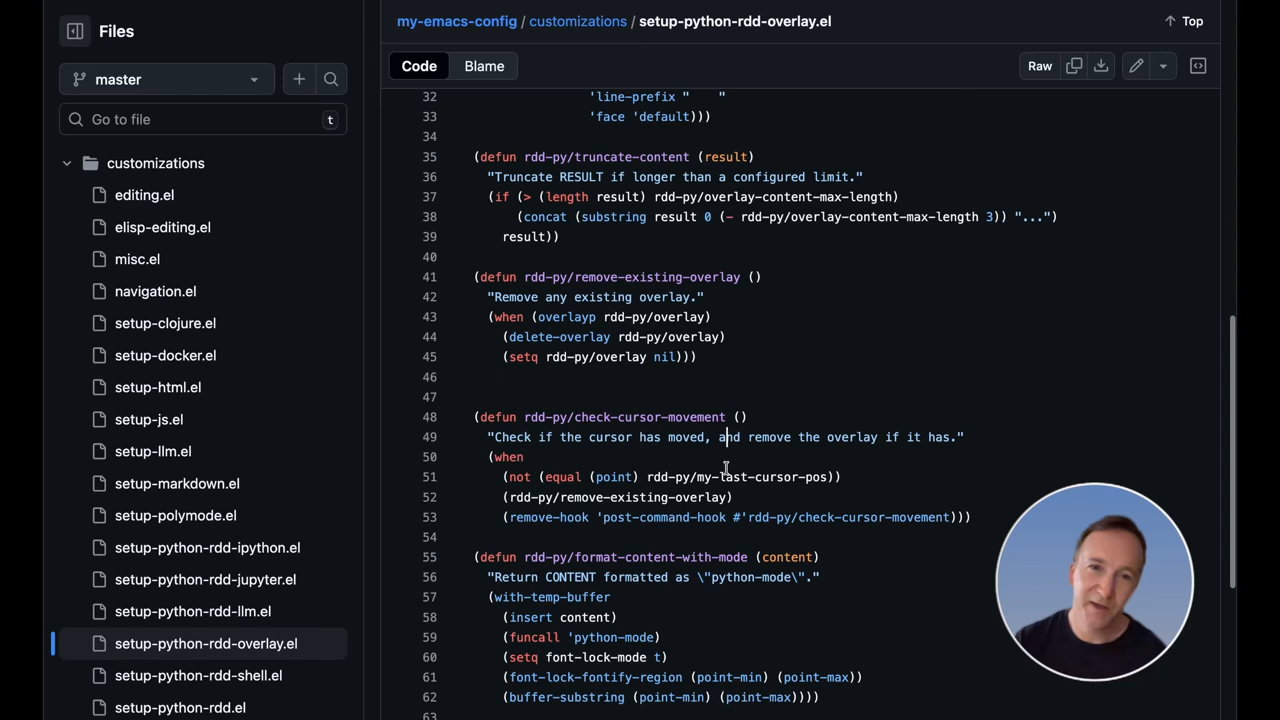 Files
master
Go to file
t
customizations
editing.el
elisp-editing.el
misc.el
navigation.el
setup-clojure.el
setup-docker.el
setup-html.el
setup-js.el
setup-llm.el
setup-markdown.el
setup-polymode.el
setup-python-rdd-ipython.el
setup-python-rdd-jupyter.el
setup-python-rdd-llm.el
setup-python-rdd-overlay.el
setup-python-rdd-shell.el
setup-python-rdd.el
my-emacs-config / customizations / setup-python-rdd-overlay.el
Top
Code Blame
Raw
32 'line-prefix "    "
33 'face 'default)))
34
35 (defun rdd-py/truncate-content (result)
36 "Truncate RESULT if longer than a configured limit."
37 (if (> (length result) rdd-py/overlay-content-max-length)
38 (concat (substring result 0 (- rdd-py/overlay-content-max-length 3)) "...")
39 result))
40
41 (defun rdd-py/remove-existing-overlay ()
42 "Remove any existing overlay."
43 (when (overlayp rdd-py/overlay)
44 (delete-overlay rdd-py/overlay)
45 (setq rdd-py/overlay nil)))
46
47
48 (defun rdd-py/check-cursor-movement ()
49 "Check if the cursor has moved, and remove the overlay if it has."
50 (when
51 (not (equal (point) rdd-py/my-last-cursor-pos))
52 (rdd-py/remove-existing-overlay)
53 (remove-hook 'post-command-hook #'rdd-py/check-cursor-movement)))
54
55 (defun rdd-py/format-content-with-mode (content)
56 "Return CONTENT formatted as \"python-mode\"."
57 (with-temp-buffer
58 (insert content)
59 (funcall 'python-mode)
60 (setq font-lock-mode t)
61 (font-lock-fontify-region (point-min) (point-max))
62 (buffer-substring (point-min) (point-max))))
63